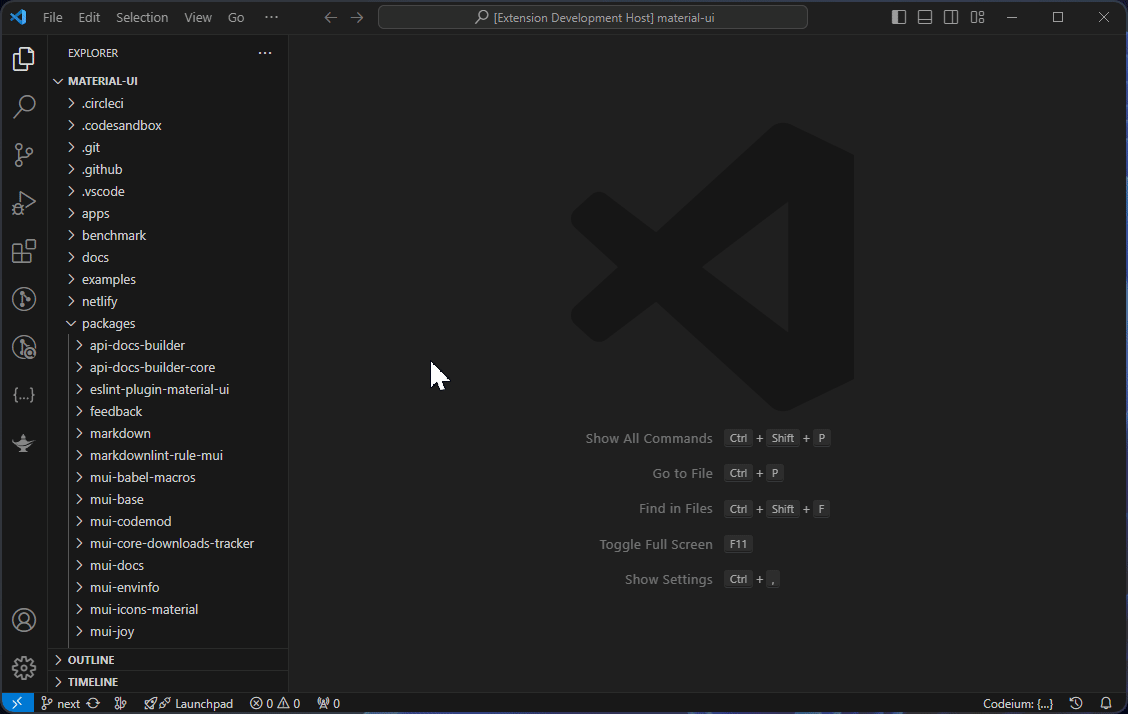 File Edit Selection View Go ··· [Extension Development Host] material-ui
EXPLORER ···
MATERIAL-UI
.circleci
.codesandbox
.git
.github
.vscode
apps
benchmark
docs
examples
netlify
packages
api-docs-builder
api-docs-builder-core
eslint-plugin-material-ui
feedback
markdown
markdownlint-rule-mui
mui-babel-macros
mui-base
mui-codemod
mui-core-downloads-tracker
mui-docs
mui-envinfo
mui-icons-material
mui-joy
OUTLINE
TIMELINE
Show All Commands Ctrl + Shift + P
Go to File Ctrl + P
Find in Files Ctrl + Shift + F
Toggle Full Screen F11
Show Settings Ctrl + ,
next Launchpad 0 0 0 Codeium: {...}